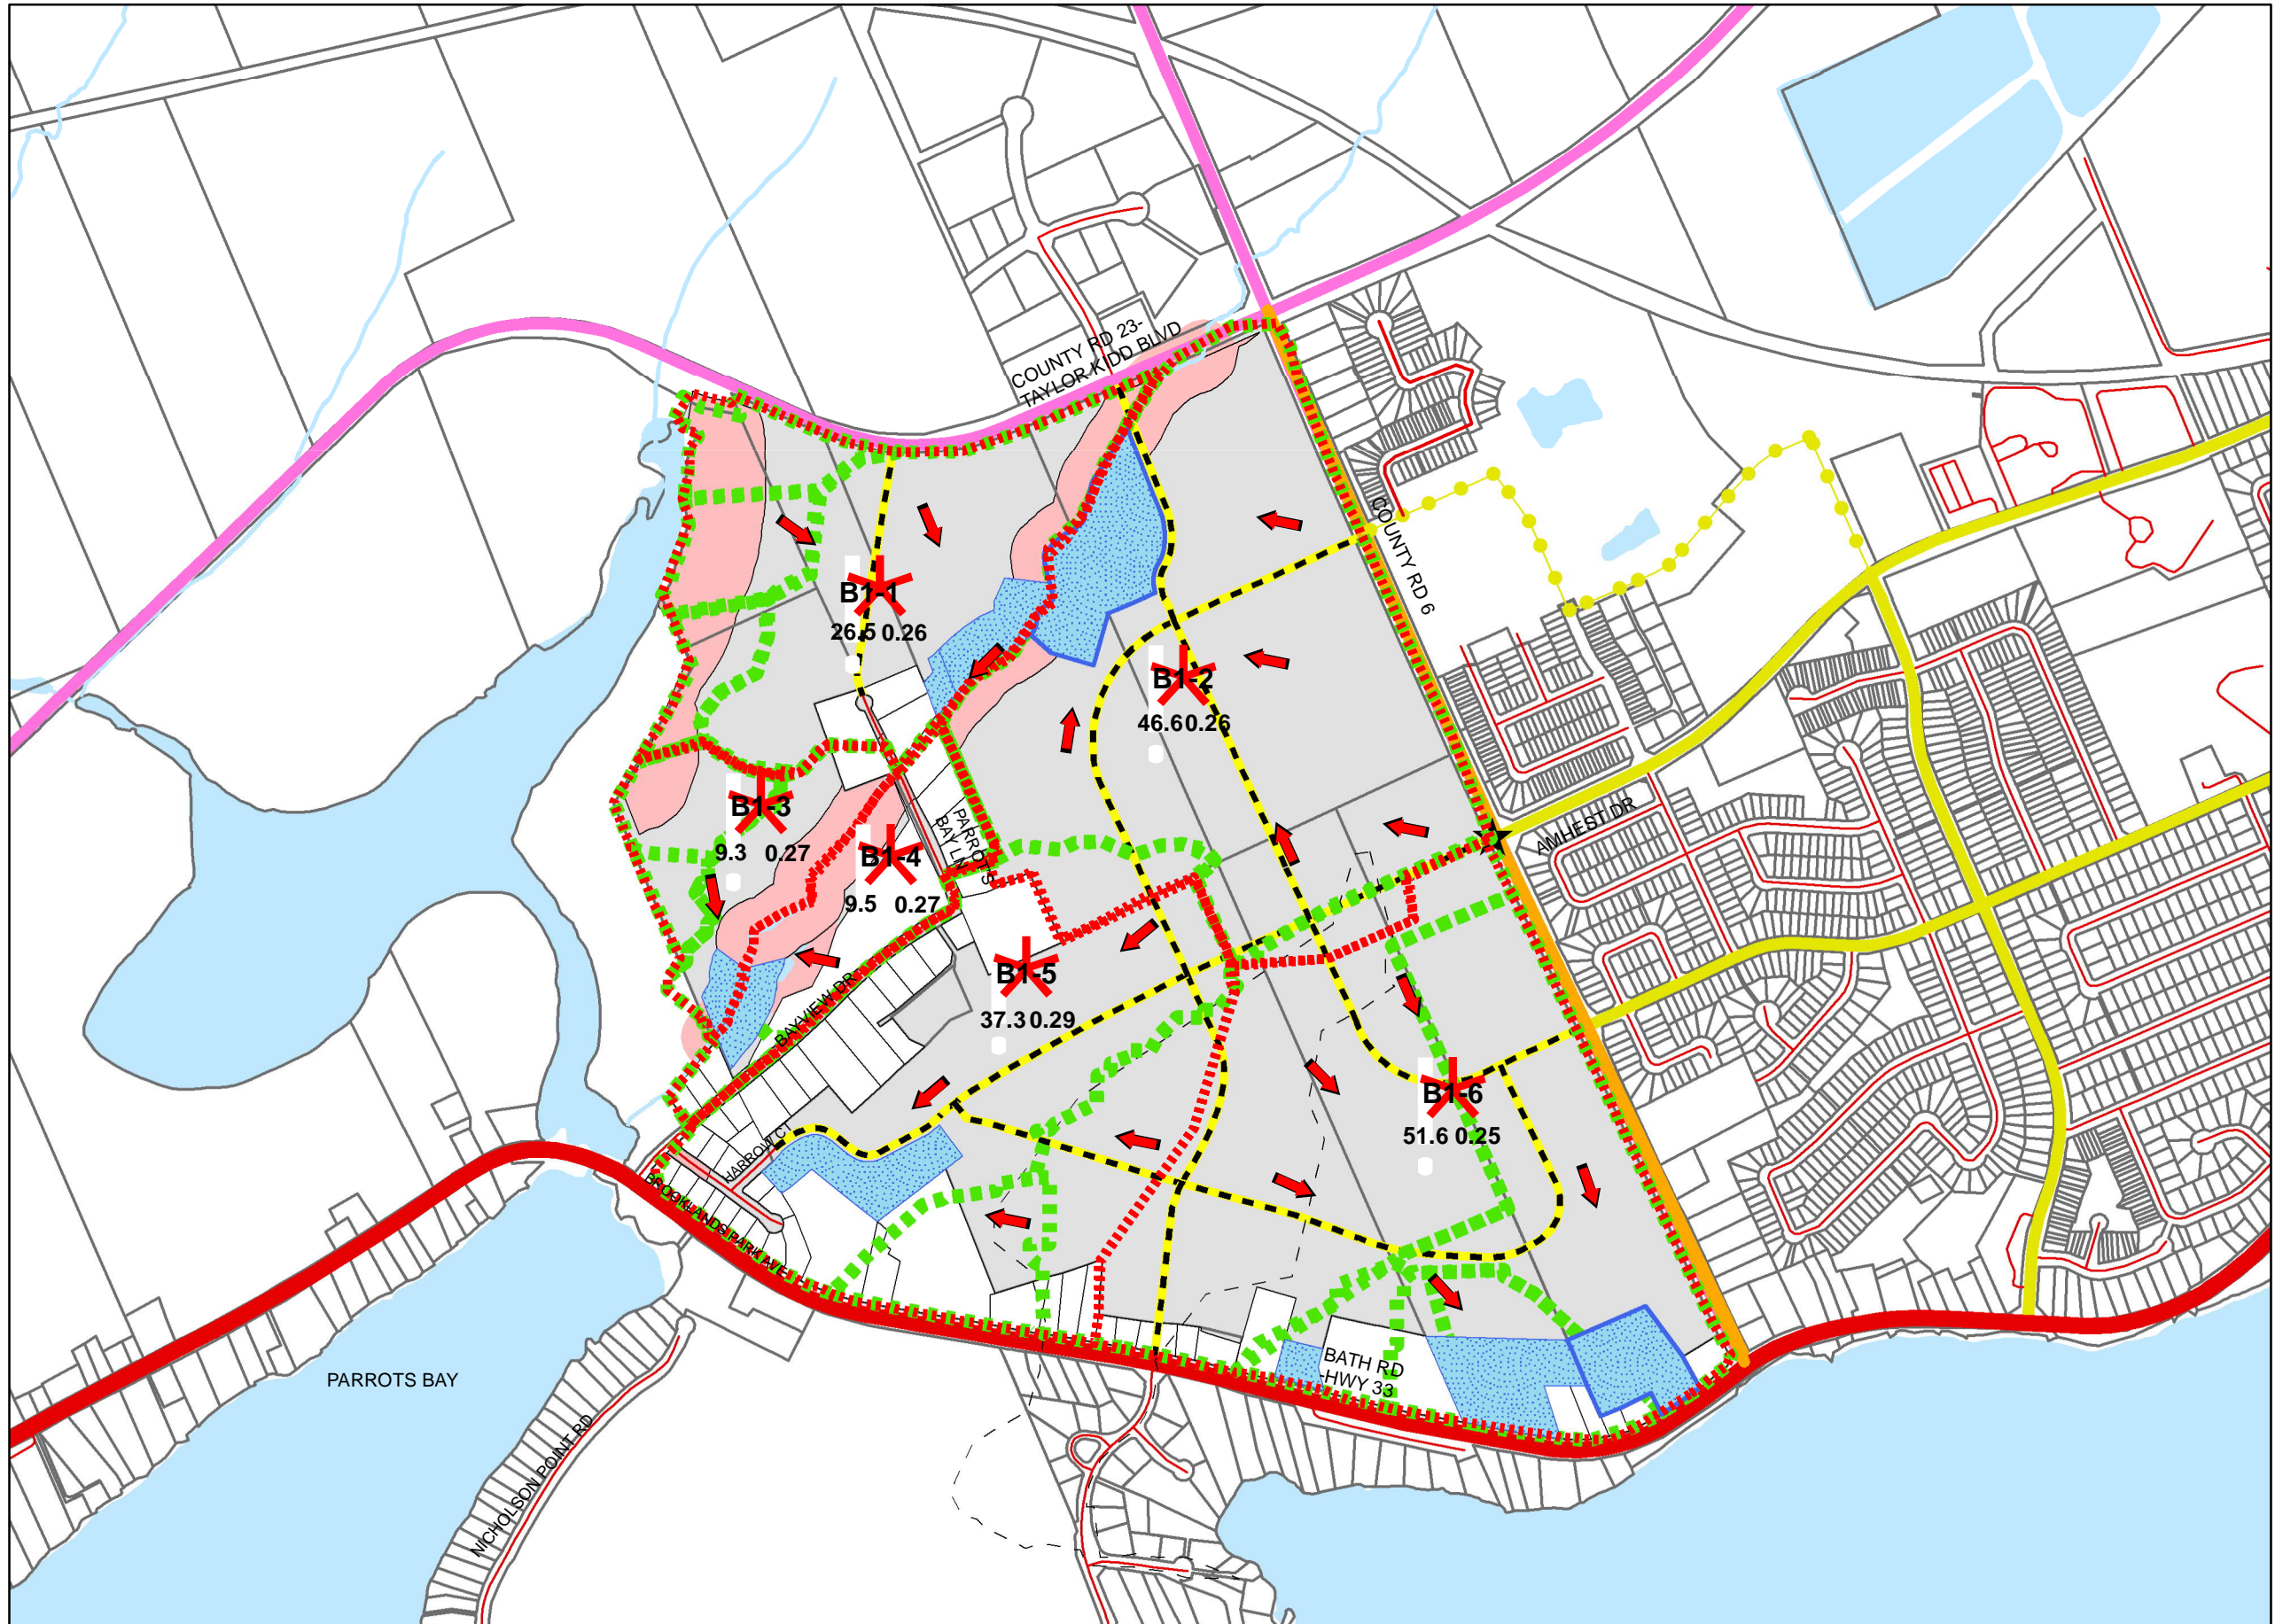 COUNTY RD 23-
TAYLOR KIDD BLVD
COUNTY RD 6
B1-1
26.5 0.26
B1-2
46.6 0.26
B1-3
9.3 0.27
B1-4
9.5 0.27
PARROTS
BAY LN
AMHEST DR
B1-5
37.3 0.29
BAYVIEW DR
B1-6
51.6 0.25
HARROW CT
BROOKLANDS PARK AVE
BATH RD
-HWY 33
PARROTS BAY
NICHOLSON POINT RD